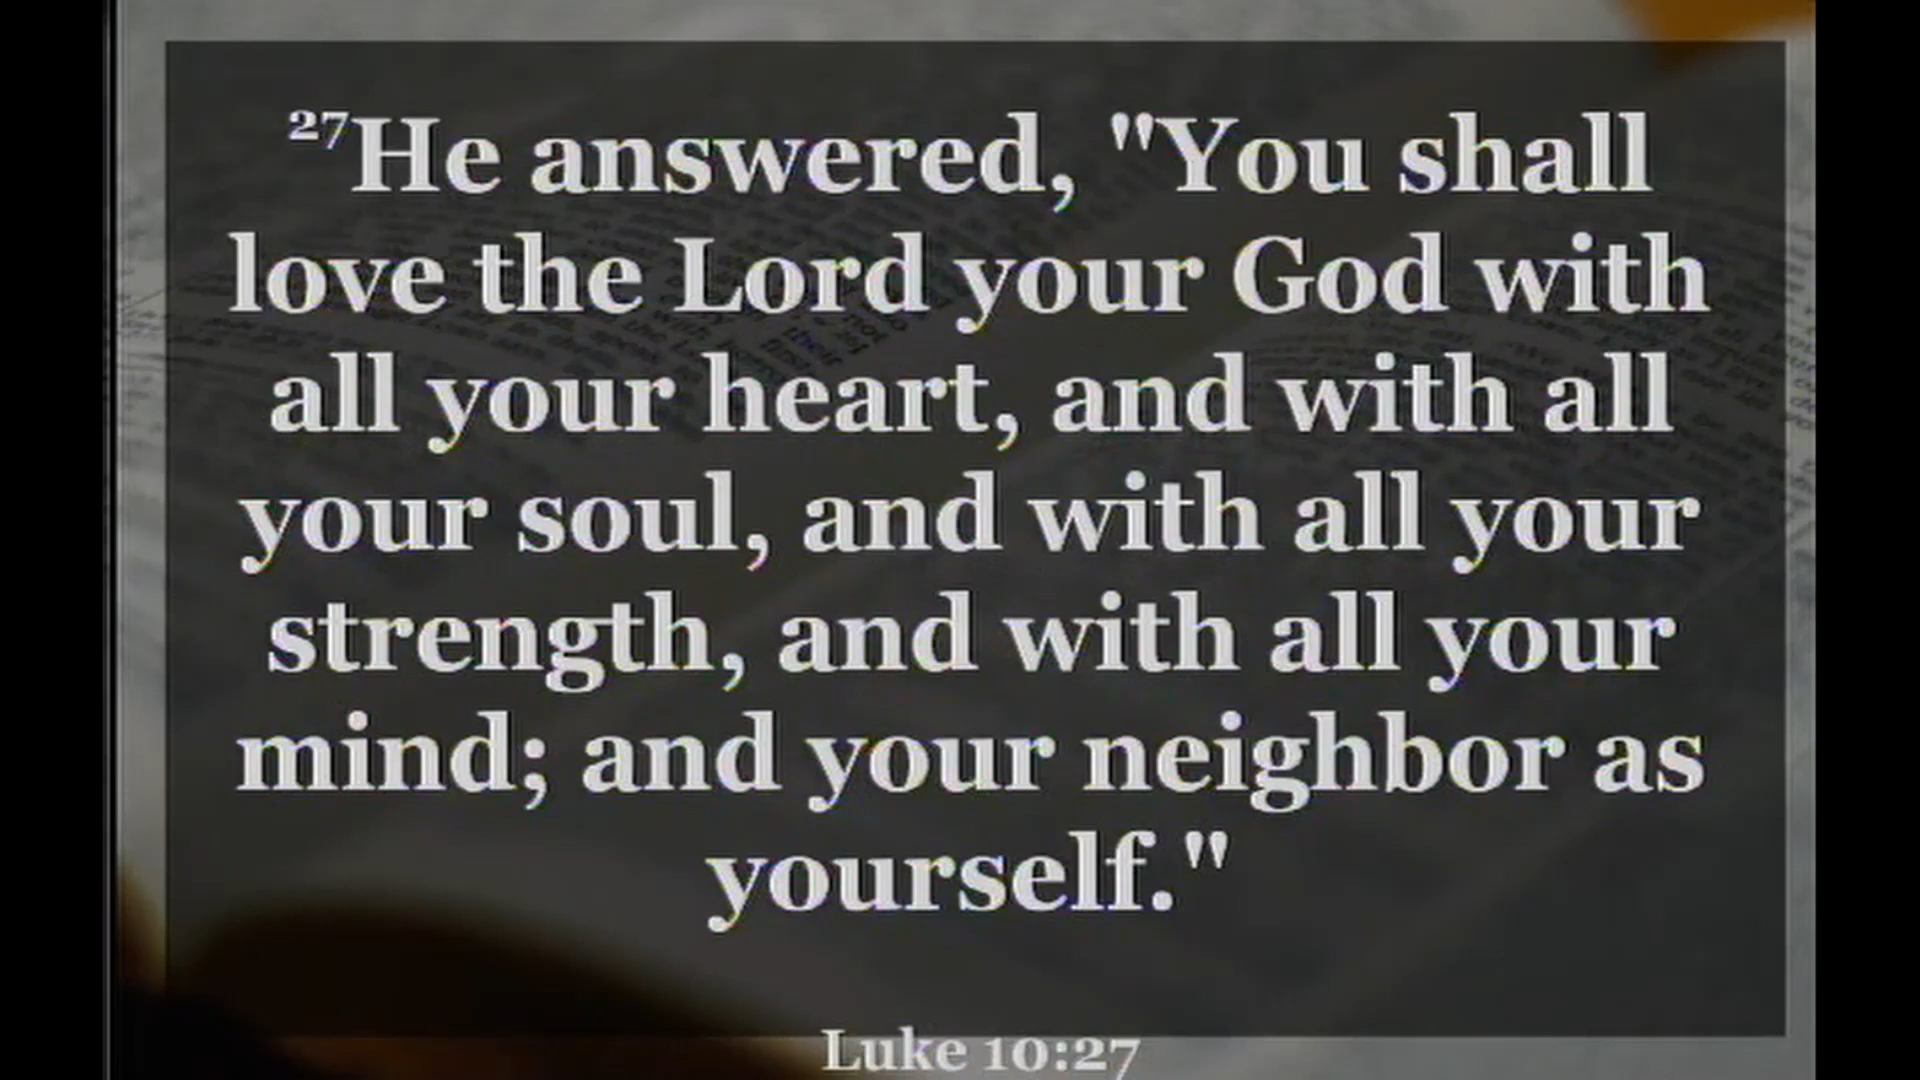 27He answered, "You shall
love the Lord your God with
all your heart, and with all
your soul, and with all your
strength, and with all your
mind; and your neighbor as
yourself."
Luke 10:27